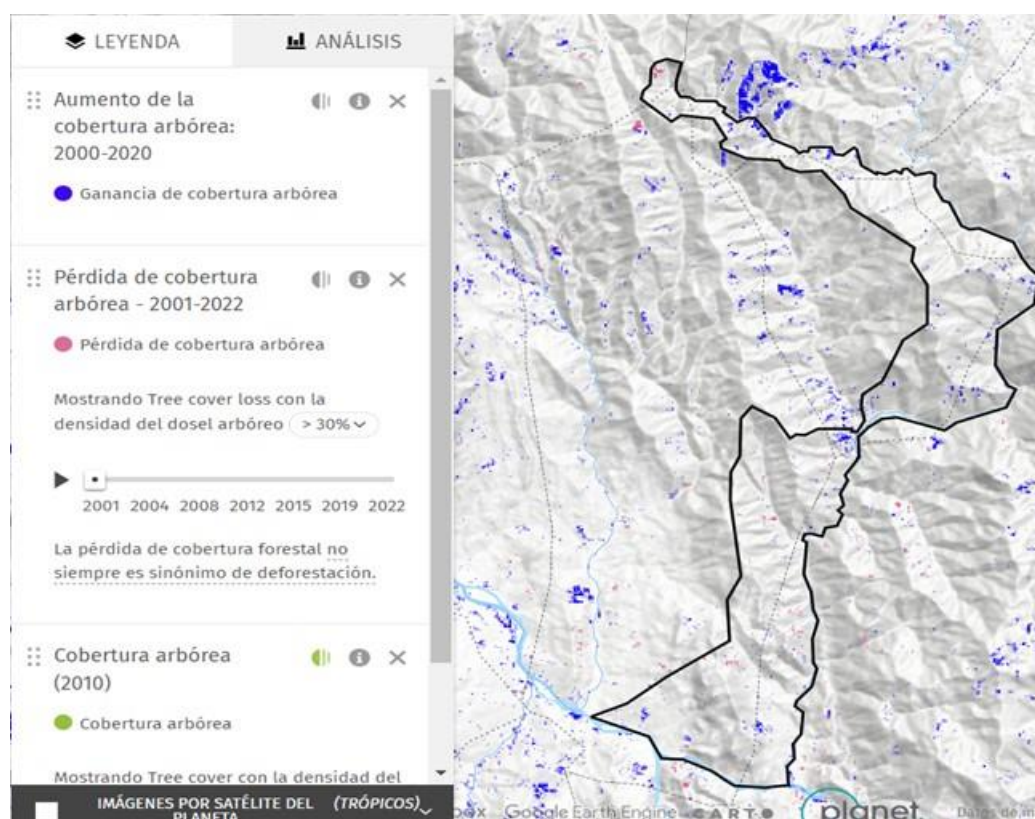 LEYENDA
ANÁLISIS
Aumento de la
cobertura arbórea:
2000-2020
Ganancia de cobertura arbórea
Pérdida de cobertura
arbórea - 2001-2022
Pérdida de cobertura arbórea
Mostrando Tree cover loss con la
densidad del dosel arbóreo > 30%
2001 2004 2008 2012 2015 2019 2022
La pérdida de cobertura forestal no
siempre es sinónimo de deforestación.
Cobertura arbórea
(2010)
Cobertura arbórea
Mostrando Tree cover con la densidad del
IMÁGENES POR SATÉLITE DEL (TRÓPICOS)
PLANETA
Google Earth Engine CARTO planet. Datos de